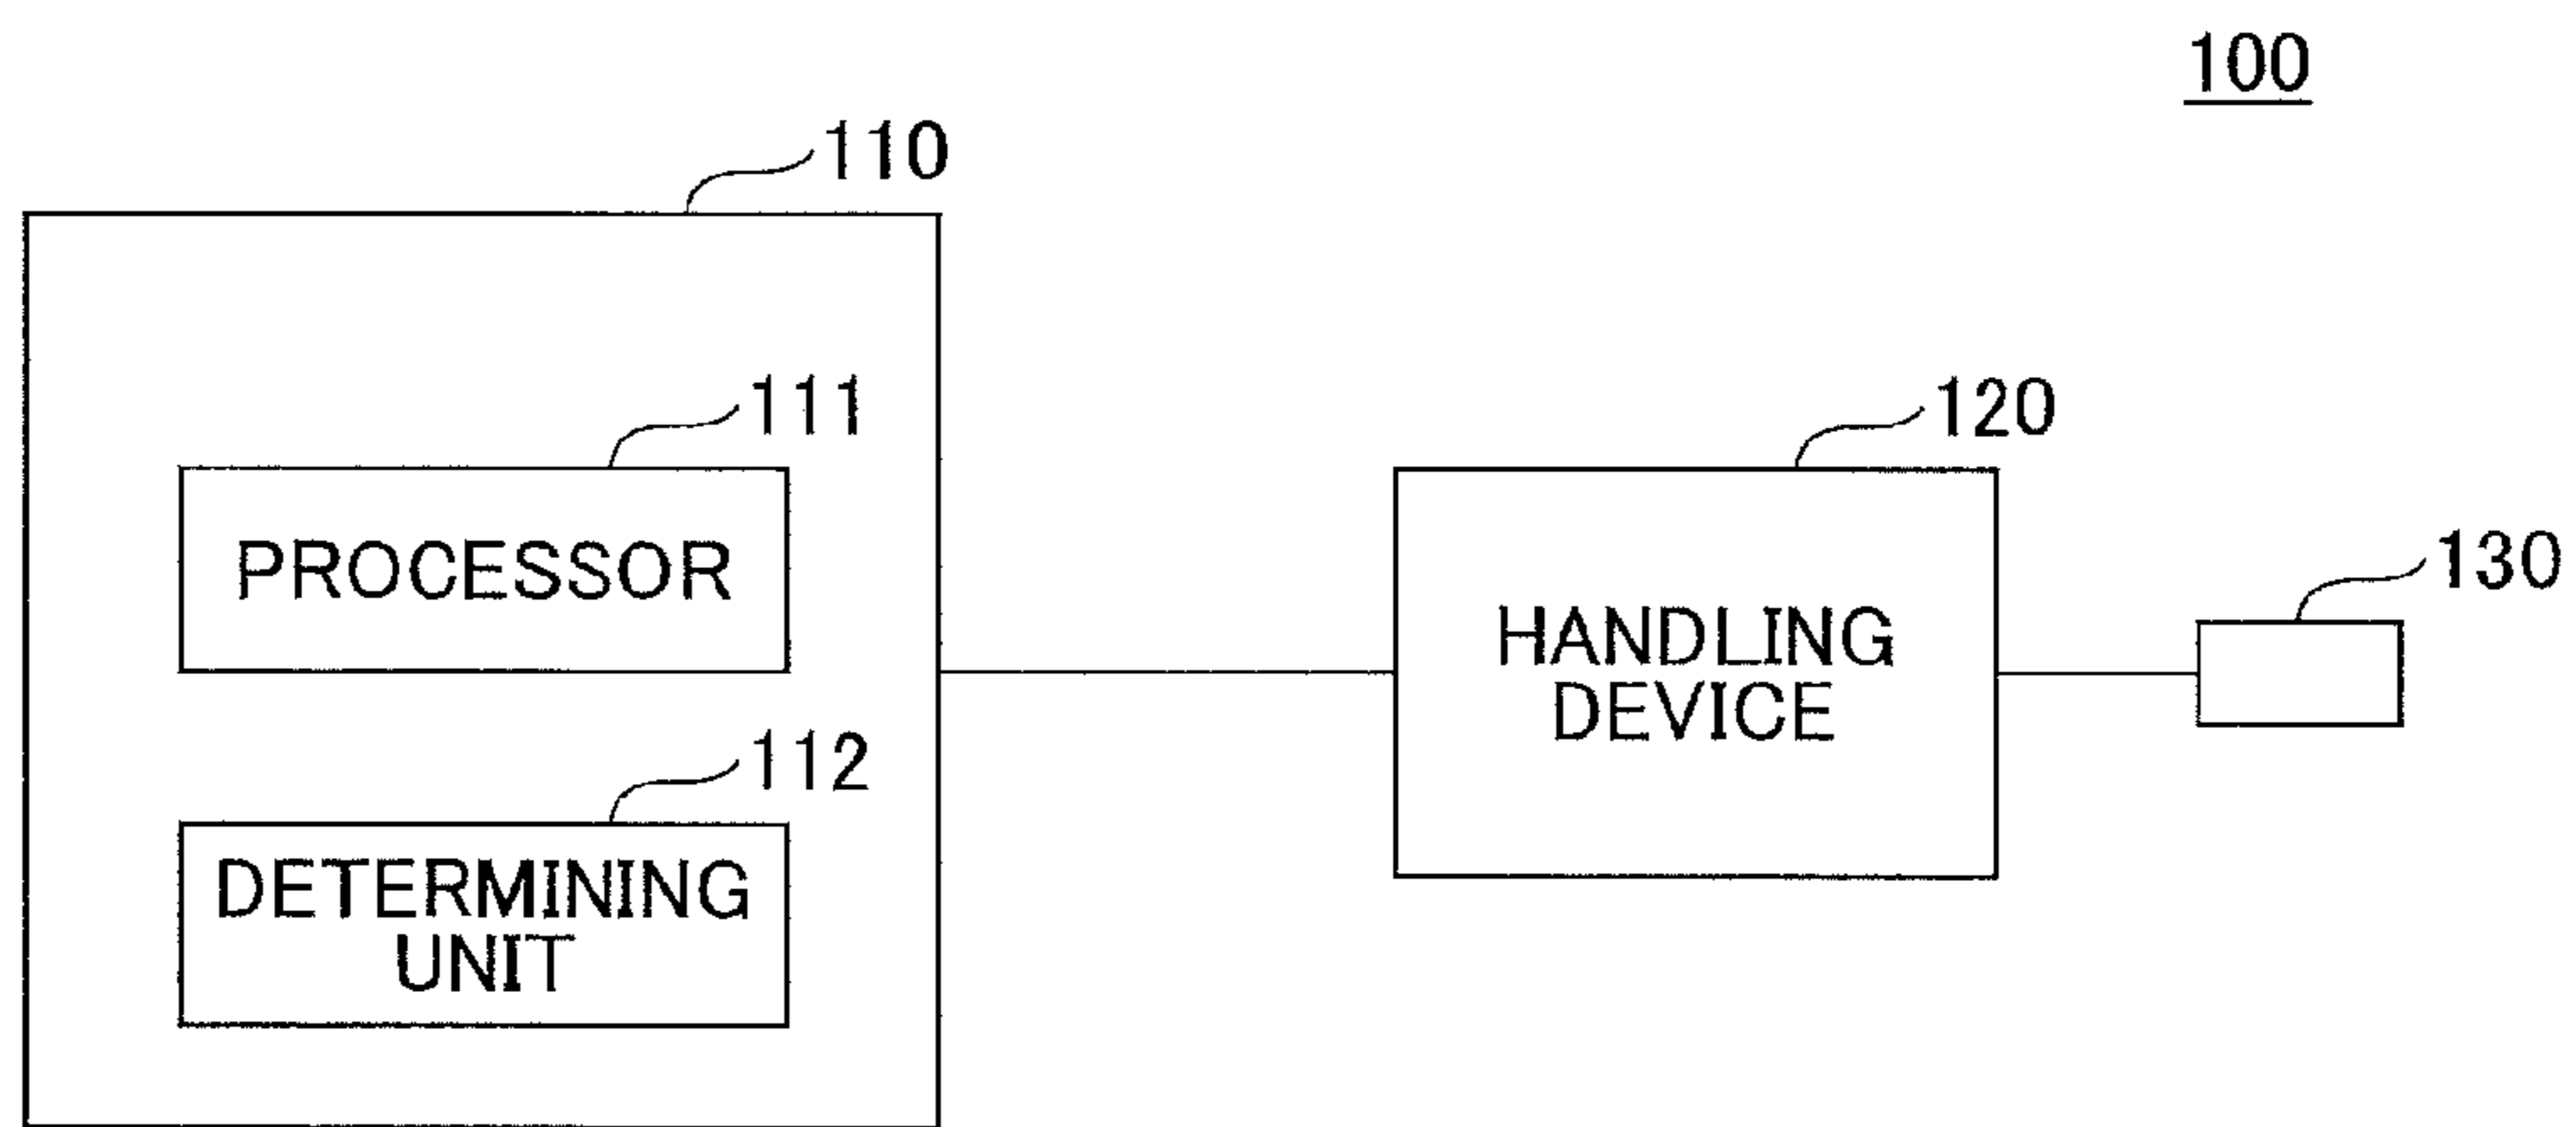 100
110
111
PROCESSOR
120
HANDLING
DEVICE
130
112
DETERMINING
UNIT